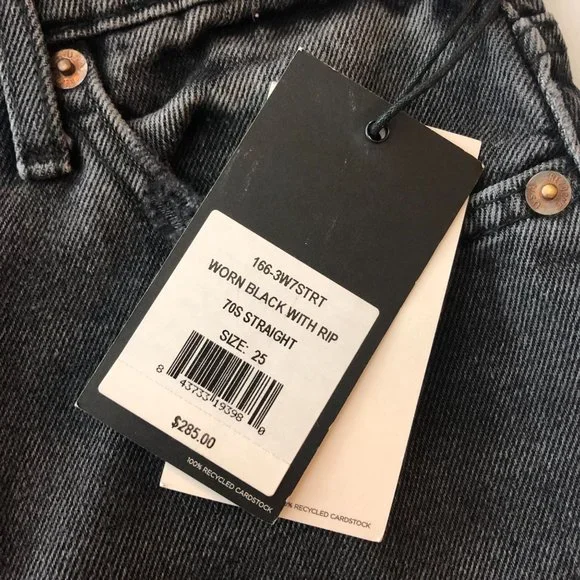 166-3W7STRT
WORN BLACK WITH RIP
70S STRAIGHT
SIZE: 25
8 43733 19398 0
$285.00
100% RECYCLED CARDSTOCK
% RECYCLED CARDSTOCK